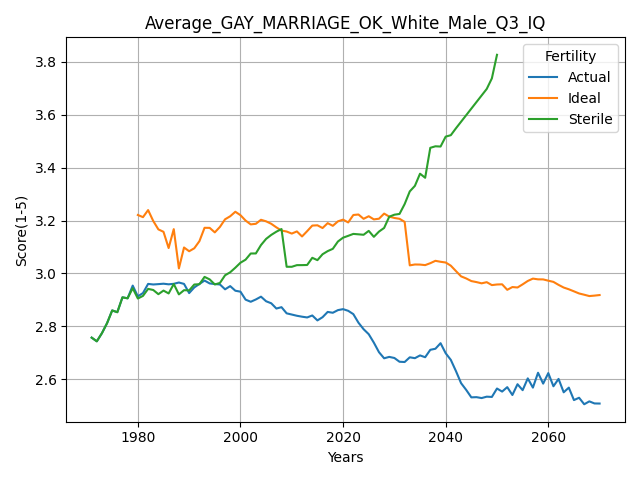 Average_GAY_MARRIAGE_OK_White_Male_Q3_IQ
Fertility
Actual
Ideal
Sterile
Score(1-5)
3.8
3.6
3.4
3.2
3.0
2.8
2.6
1980
2000
2020
2040
2060
Years